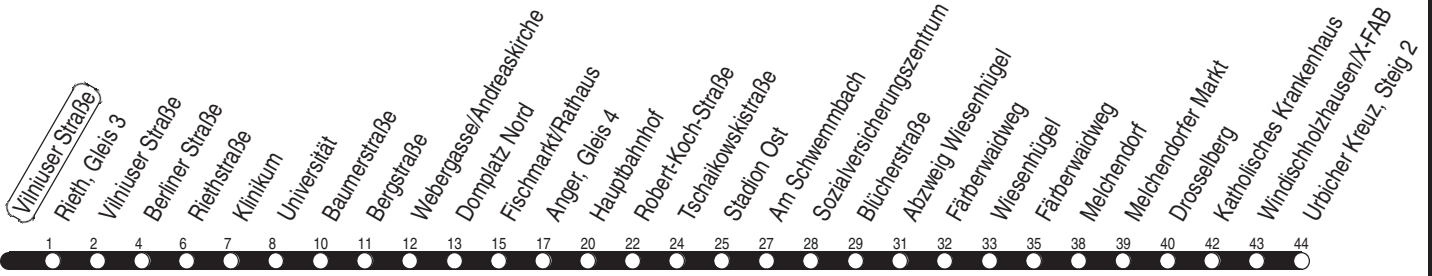 Vilniuser Straße
Rieth, Gleis 3
Vilniuser Straße
Berliner Straße
Riethstraße
Klinikum
Universität
Baumerstraße
Bergstraße
Webergasse/Andreaskirche
Domplatz Nord
Fischmarkt/Rathaus
Anger, Gleis 4
Hauptbahnhof
Robert-Koch-Straße
Tschaikowskistraße
Stadion Ost
Am Schwemmbach
Sozialversicherungszentrum
Blücherstraße
Abzweig Wiesenhügel
Färberwaidweg
Wiesenhügel
Färberwaidweg
Melchendorf
Melchendorfer Markt
Drosselberg
Katholisches Krankenhaus
Windischholzhausen/X-FAB
Urbicher Kreuz, Steig 2
1 2 4 6 7 8 10 11 12 13 15 17 20 22 24 25 27 28 29 31 32 33 35 38 39 40 42 43 44